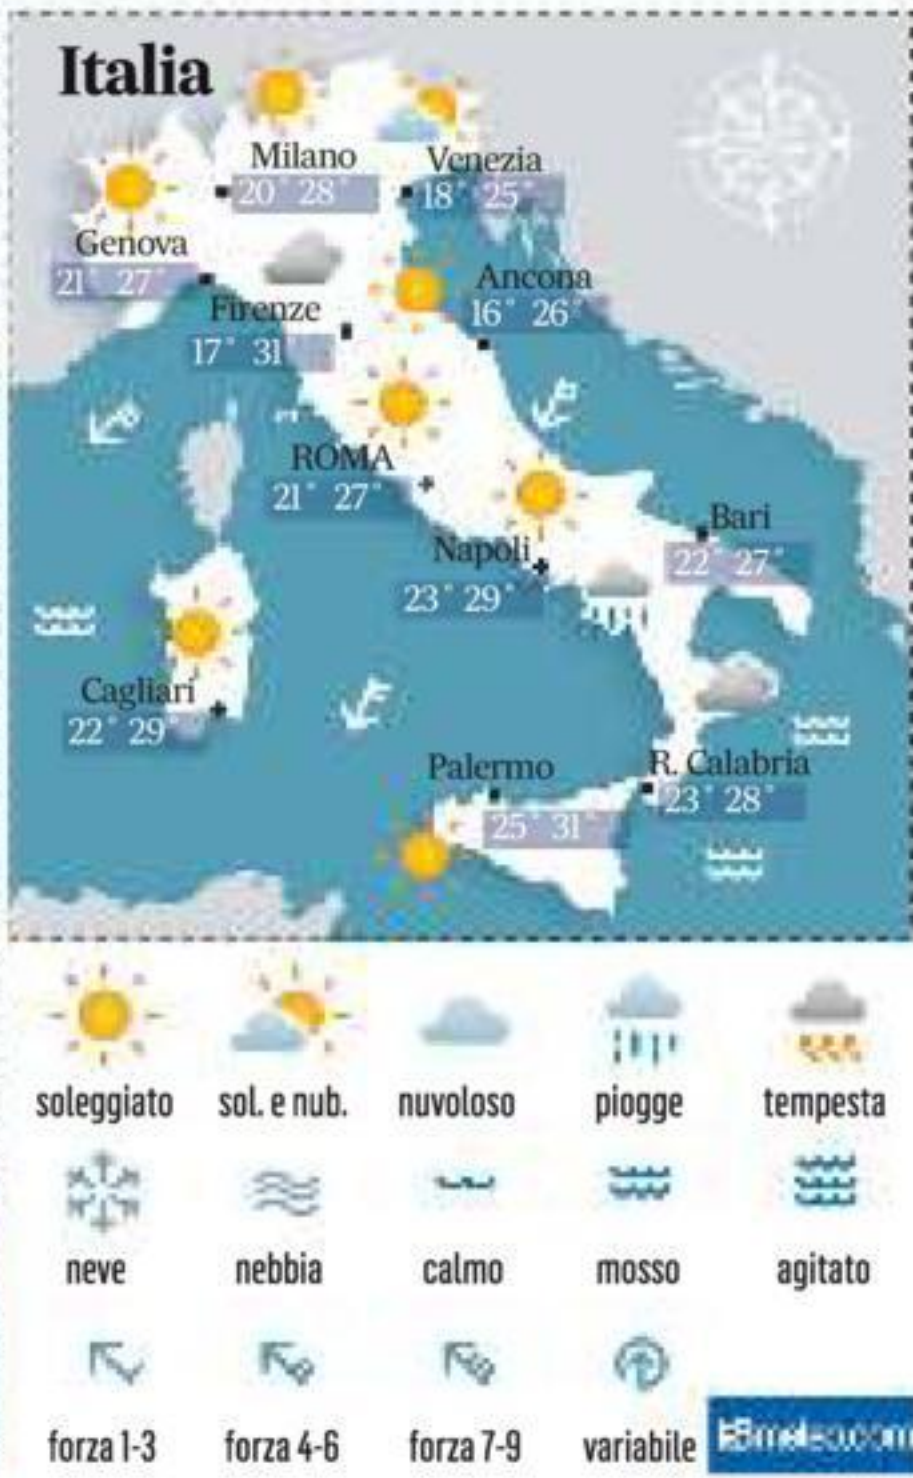 Italia
Milano
20° 28°
Venezia
18° 25°
Genova
21° 27°
Ancona
16° 26°
Firenze
17° 31°
ROMA
21° 27°
Bari
22° 27°
Napoli
23° 29°
Cagliari
22° 29°
Palermo
25° 31°
R. Calabria
23° 28°
soleggiato sol. e nub. nuvoloso piogge tempesta
neve nebbia calmo mosso agitato
forza 1-3 forza 4-6 forza 7-9 variabile